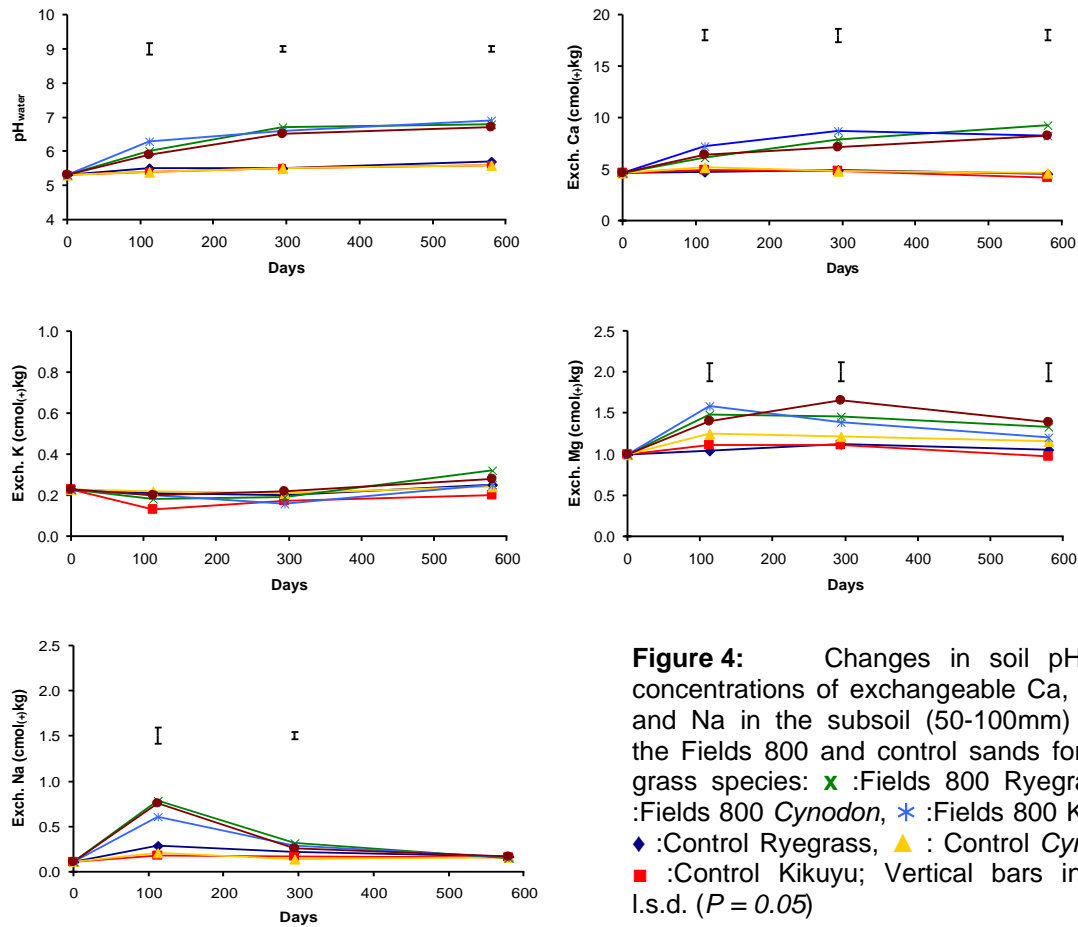 10
9
8
7
6
5
4
pHwater
0 100 200 300 400 500 600
Days
20
15
10
5
0
Exch. Ca (cmol(+)kg)
0 100 200 300 400 500 600
Days
1.0
0.8
0.6
0.4
0.2
0.0
Exch. K (cmol(+)kg)
0 100 200 300 400 500 600
Days
2.5
2.0
1.5
1.0
0.5
0.0
Exch. Mg (cmol(+)kg)
0 100 200 300 400 500 600
Days
2.5
2.0
1.5
1.0
0.5
0.0
Exch. Na (cmol(+)kg)
0 100 200 300 400 500 600
Days
Figure 4: Changes in soil pH
concentrations of exchangeable Ca,
and Na in the subsoil (50-100mm)
the Fields 800 and control sands for
grass species: x :Fields 800 Ryegra
:Fields 800 Cynodon, :Fields 800 K
:Control Ryegrass, : Control Cyn
:Control Kikuyu; Vertical bars in
l.s.d. (P = 0.05)